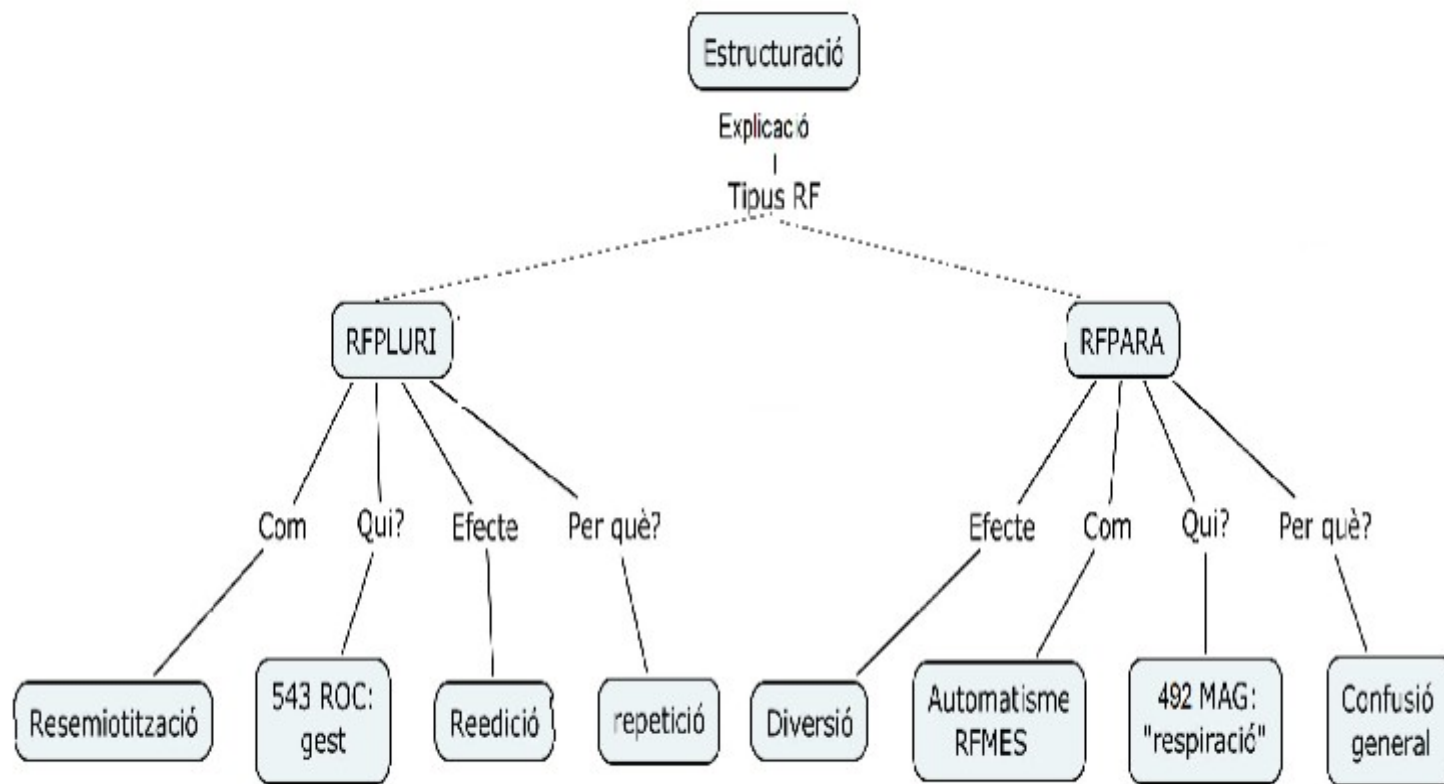 Estructuració
Explicació
Tipus RF
RFPLURI
RFPARA
Com
Qui?
Efecte
Per què?
Efecte
Com
Qui?
Per què?
Resemiotització
543 ROC:
gest
Reedició
repetició
Diversió
Automatisme
RFMES
492 MAG:
"respiració"
Confusió
general